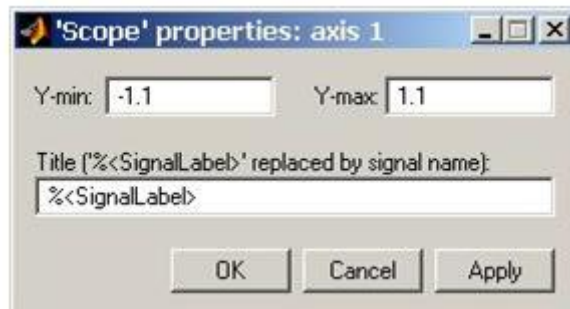 'Scope' properties: axis 1
Y-min: -1.1 Y-max: 1.1
Title ('%<SignalLabel>' replaced by signal name):
%<SignalLabel>
OK Cancel Apply